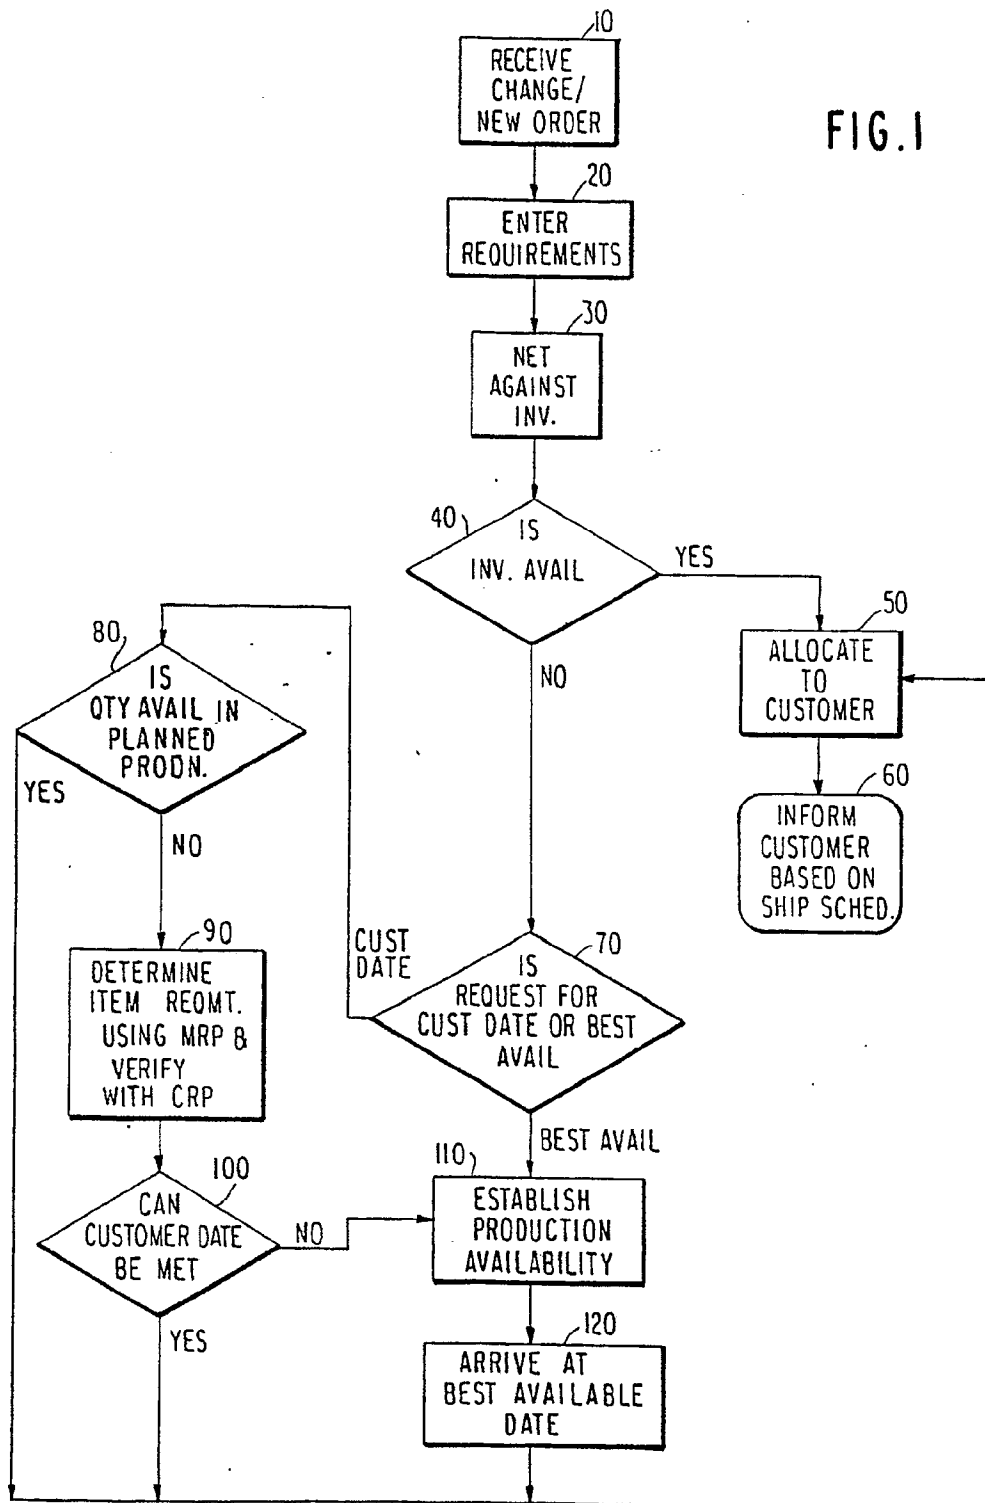 10
RECEIVE
CHANGE/
NEW ORDER
FIG.1
20
ENTER
REQUIREMENTS
30
NET
AGAINST
INV.
40
IS
INV. AVAIL
YES
NO
50
ALLOCATE
TO
CUSTOMER
60
INFORM
CUSTOMER
BASED ON
SHIP SCHED.
80
IS
QTY AVAIL IN
PLANNED
PRODN.
YES
NO
90
DETERMINE
ITEM REQMT.
USING MRP &
VERIFY
WITH CRP
CUST
DATE
70
IS
REQUEST FOR
CUST DATE OR BEST
AVAIL
BEST AVAIL
100
CAN
CUSTOMER DATE
BE MET
NO
YES
110
ESTABLISH
PRODUCTION
AVAILABILITY
120
ARRIVE AT
BEST AVAILABLE
DATE